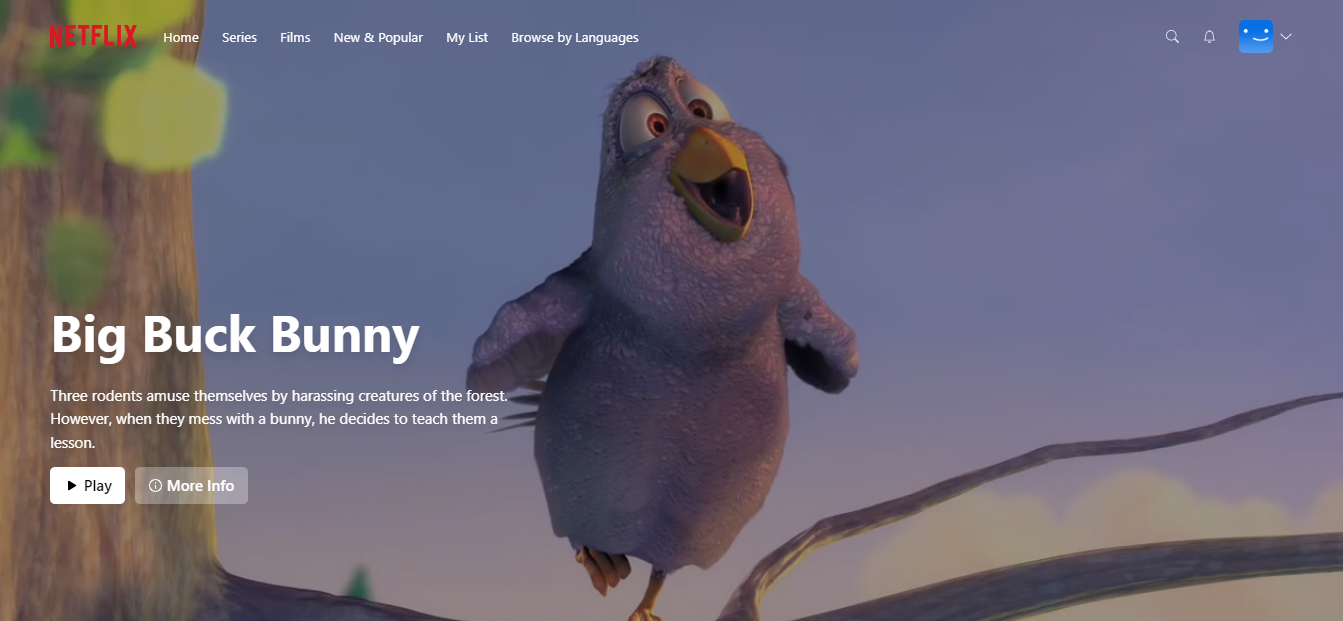 NETFLIX Home Series Films New & Popular My List Browse by Languages
Big Buck Bunny
Three rodents amuse themselves by harassing creatures of the forest.
However, when they mess with a bunny, he decides to teach them a
lesson.
Play More Info